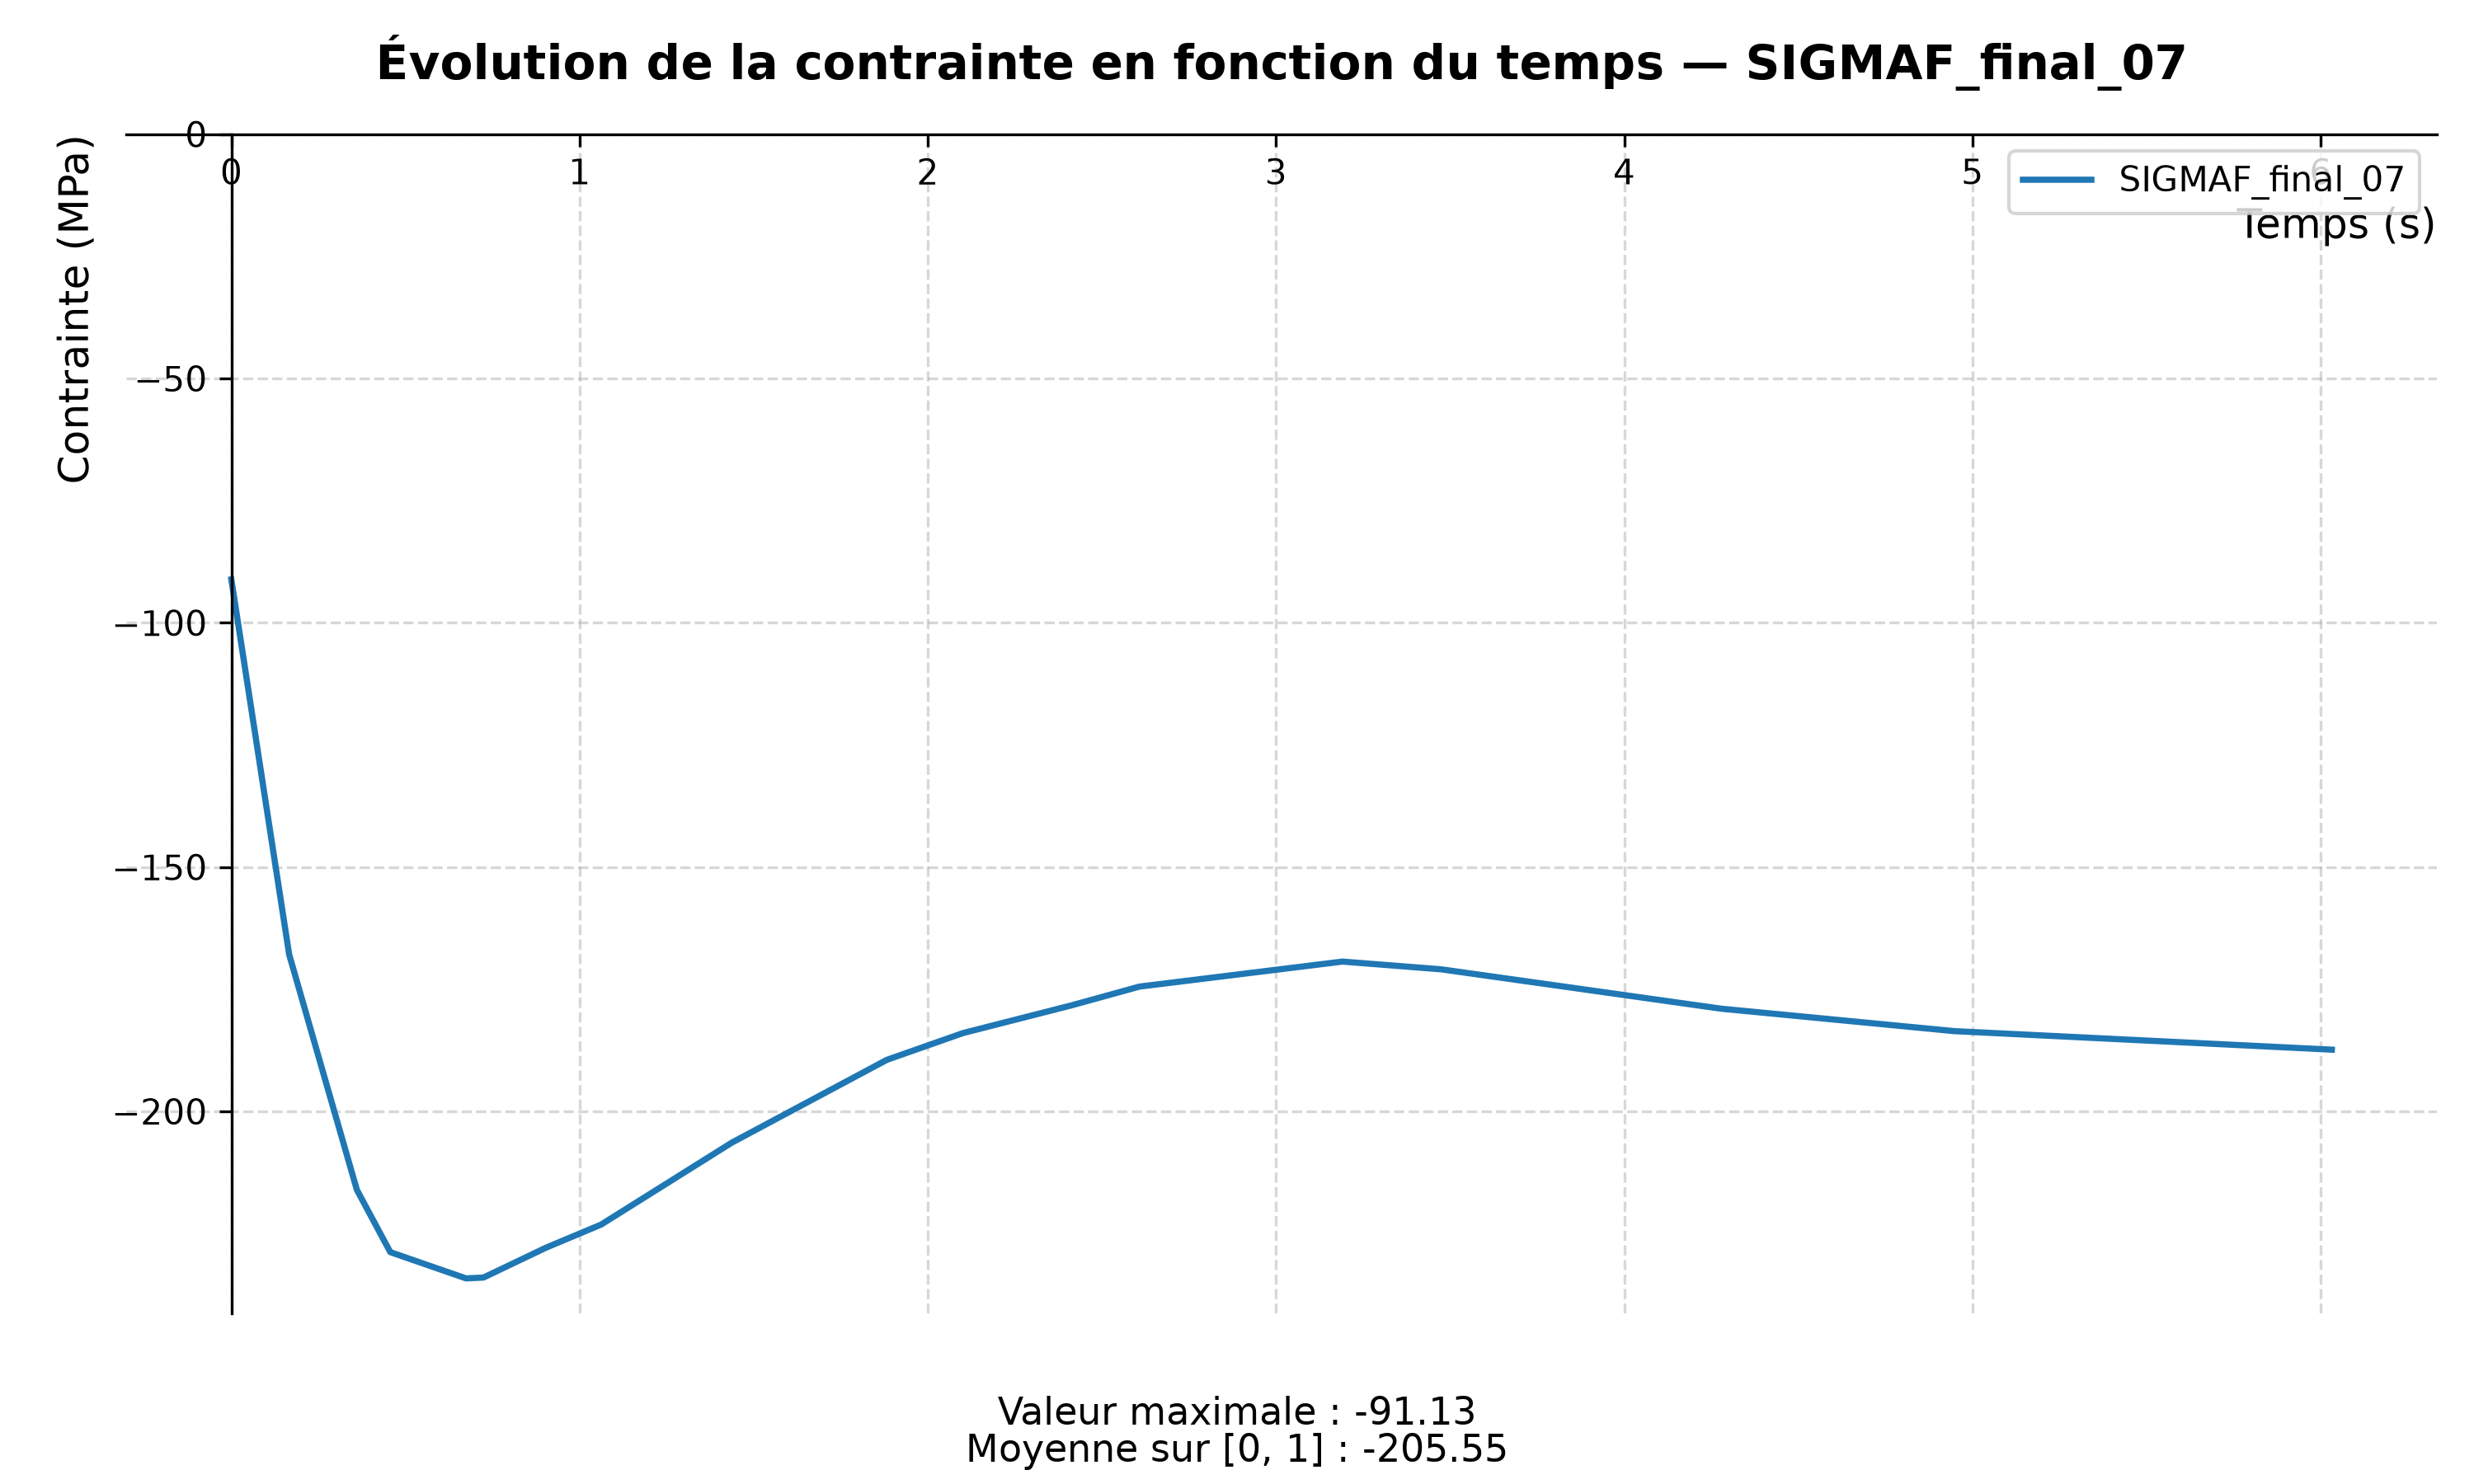 Évolution de la contrainte en fonction du temps — SIGMAF_final_07
Contrainte (MPa)
0
0 1 2 3 4 5 6
SIGMAF_final_07
Temps (s)
−50
−100
−150
−200
Valeur maximale : -91.13
Moyenne sur [0, 1] : -205.55